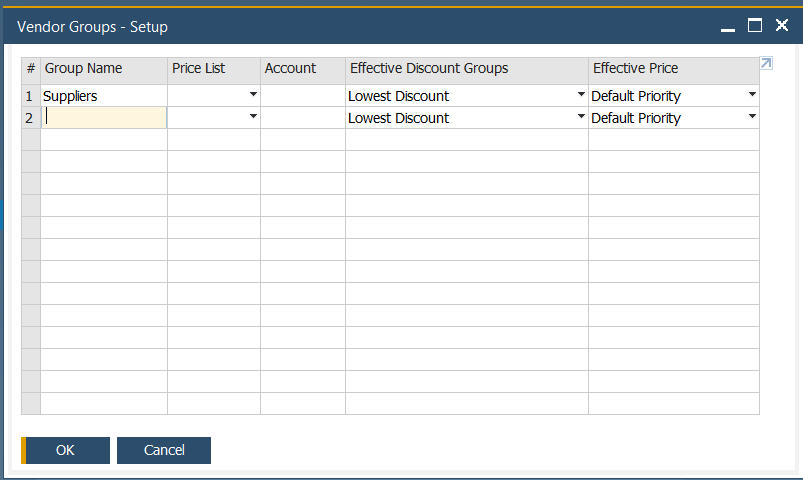 Vendor Groups - Setup
# Group Name Price List Account Effective Discount Groups Effective Price
1 Suppliers Lowest Discount Default Priority
2 Lowest Discount Default Priority
OK Cancel